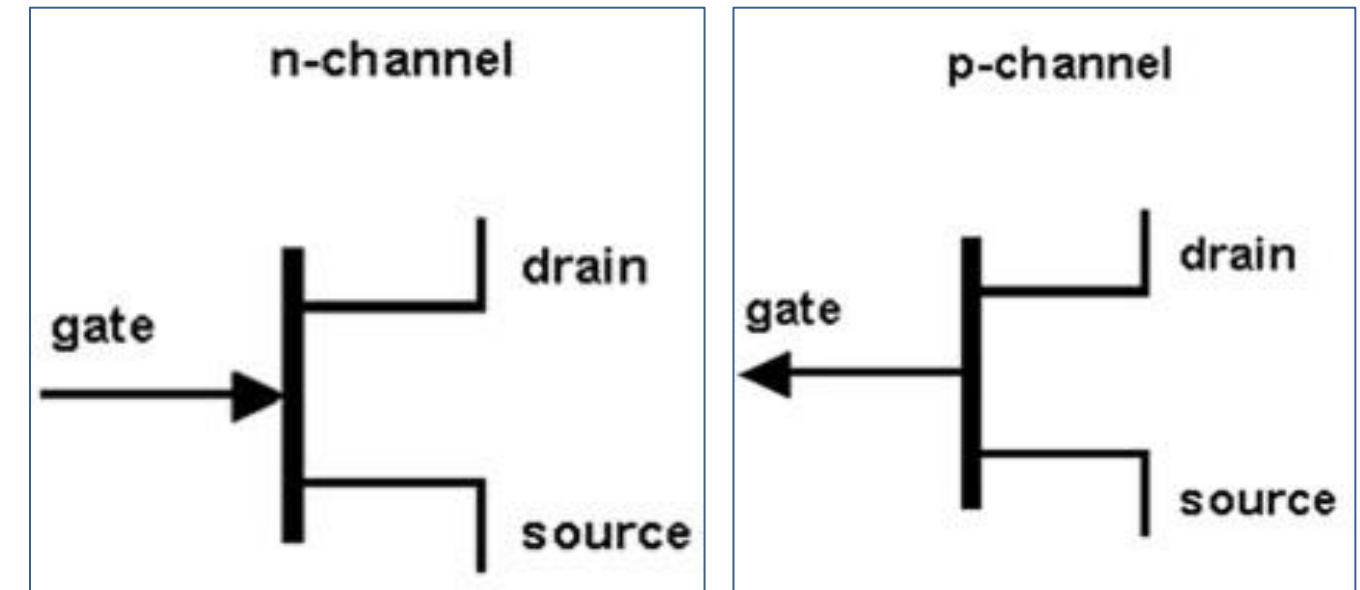 n-channel
drain
gate
source
p-channel
drain
gate
source